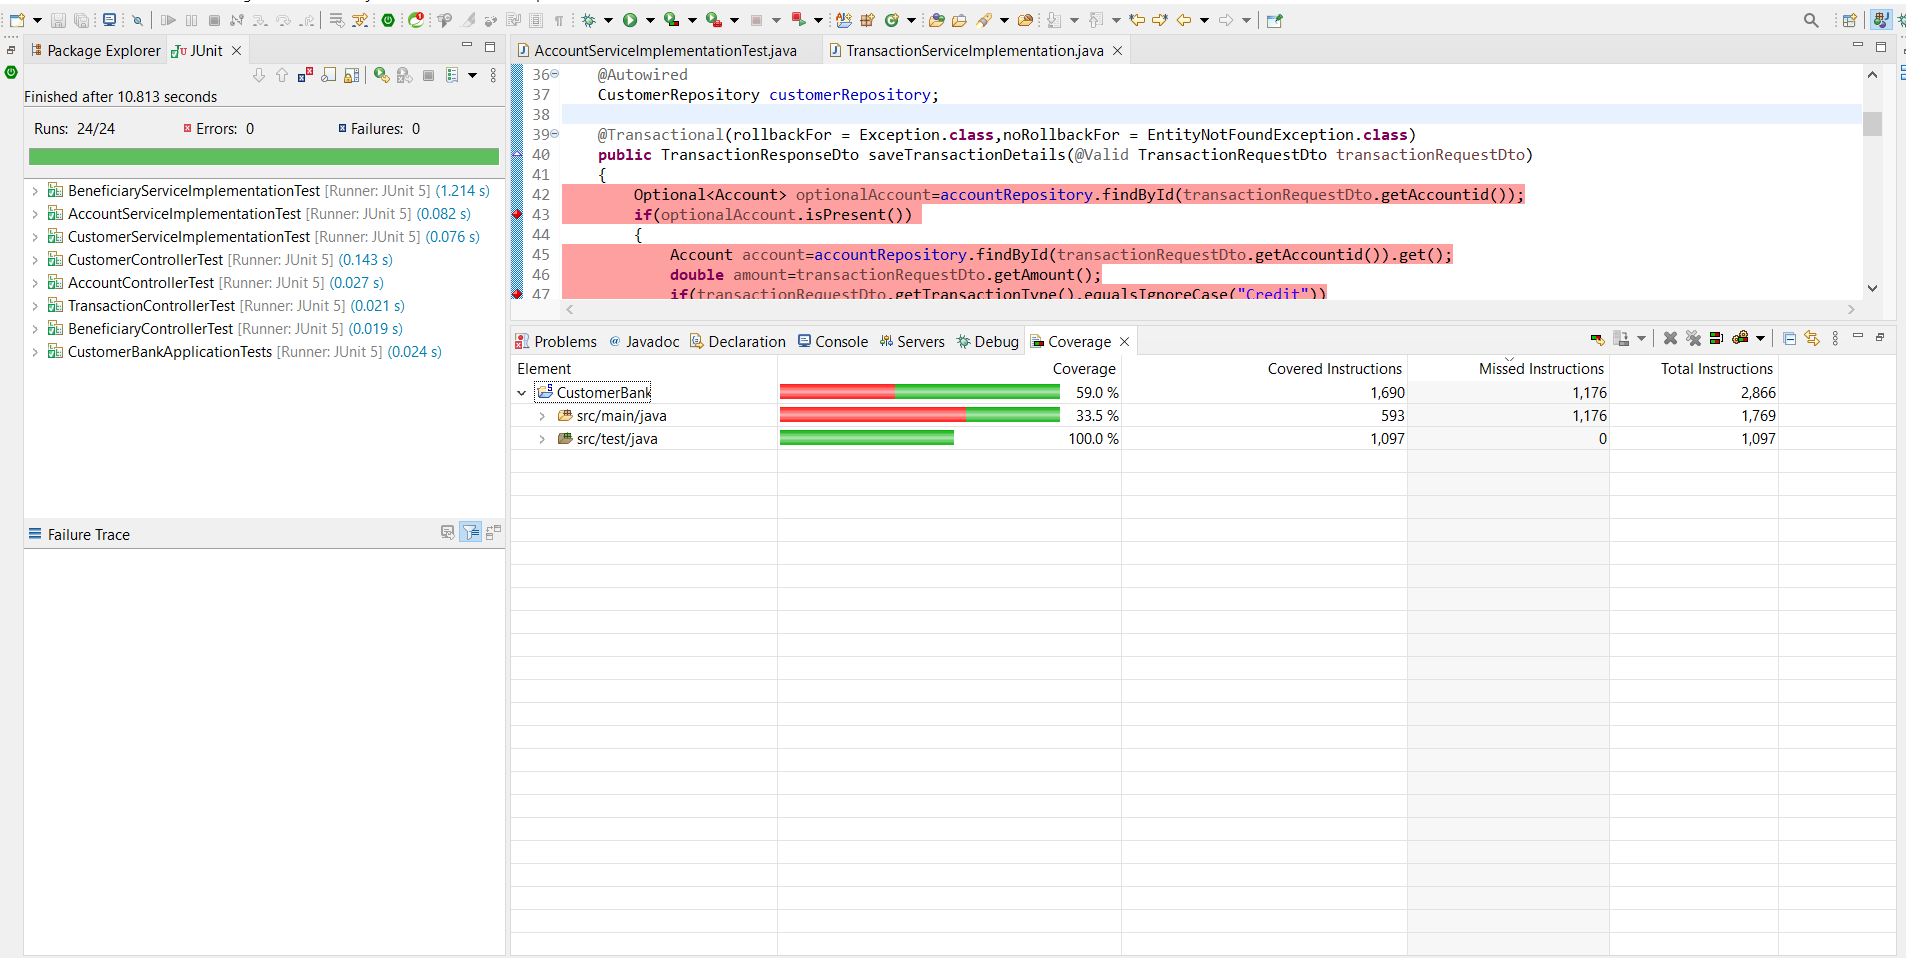 Package Explorer
JUnit
Finished after 10.813 seconds
Runs: 24/24
Errors: 0
Failures: 0
BeneficiaryServiceImplementationTest [Runner: JUnit 5] (1.214 s)
AccountServiceImplementationTest [Runner: JUnit 5] (0.082 s)
CustomerServiceImplementationTest [Runner: JUnit 5] (0.076 s)
CustomerControllerTest [Runner: JUnit 5] (0.143 s)
AccountControllerTest [Runner: JUnit 5] (0.027 s)
TransactionControllerTest [Runner: JUnit 5] (0.021 s)
BeneficiaryControllerTest [Runner: JUnit 5] (0.019 s)
CustomerBankApplicationTests [Runner: JUnit 5] (0.024 s)
Failure Trace
AccountServiceImplementationTest.java
TransactionServiceImplementation.java
36 @Autowired
37 CustomerRepository customerRepository;
38
39 @Transactional(rollbackFor = Exception.class,noRollbackFor = EntityNotFoundException.class)
40 public TransactionResponseDto saveTransactionDetails(@Valid TransactionRequestDto transactionRequestDto)
41 {
42 Optional<Account> optionalAccount=accountRepository.findById(transactionRequestDto.getAccountid());
43 if(optionalAccount.isPresent())
44 {
45 Account account=accountRepository.findById(transactionRequestDto.getAccountid()).get();
46 double amount=transactionRequestDto.getAmount();
47 if(transactionRequestDto.getTransactionType().equalsIgnoreCase("Credit"))
Problems @ Javadoc Declaration Console Servers Debug Coverage
Element Coverage Covered Instructions Missed Instructions Total Instructions
CustomerBank 59.0 % 1,690 1,176 2,866
src/main/java 33.5 % 593 1,176 1,769
src/test/java 100.0 % 1,097 0 1,097